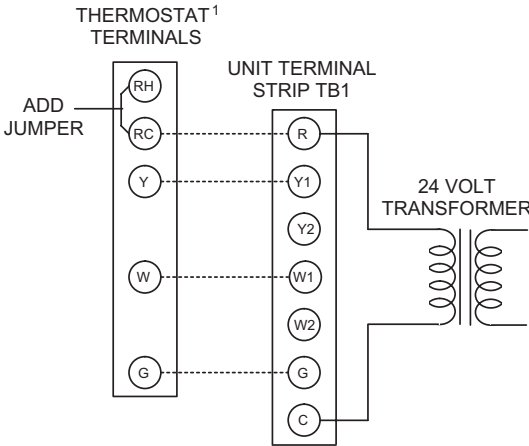 THERMOSTAT¹
TERMINALS
UNIT TERMINAL
STRIP TB1
RH
ADD
JUMPER
RC
R
Y
Y1
24 VOLT
TRANSFORMER
Y2
W
W1
W2
G
G
C